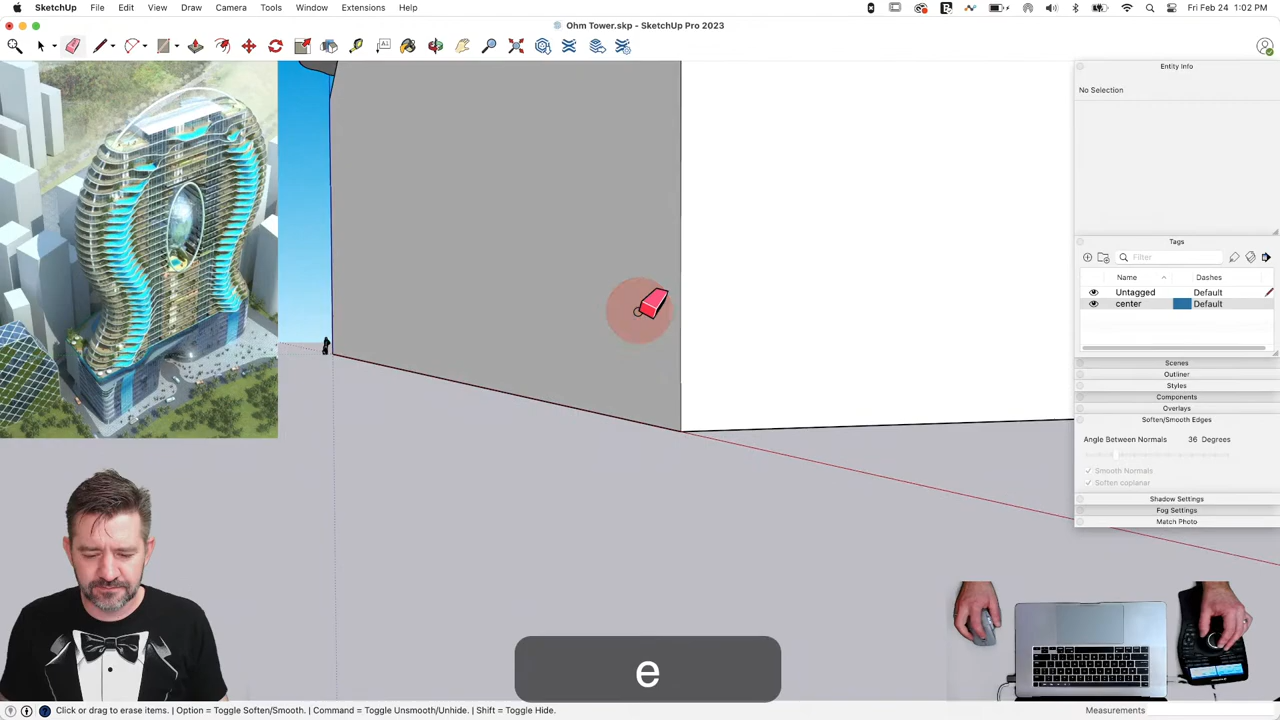 SketchUp File Edit View Draw Camera Tools Window Extensions Help
Fri Feb 24 1:02 PM
Ohm Tower.skp - SketchUp Pro 2023
Entity Info
No Selection
Tags
Filter
Name Dashes
Untagged Default
center Default
Scenes
Outliner
Styles
Components
Overlays
Soften/Smooth Edges
Angle Between Normals 36 Degrees
Smooth Normals
Soften coplanar
Shadow Settings
Fog Settings
Match Photo
e
Click or drag to erase items. | Option = Toggle Soften/Smooth. | Command = Toggle Unsmooth/Unhide. | Shift = Toggle Hide.
Measurements